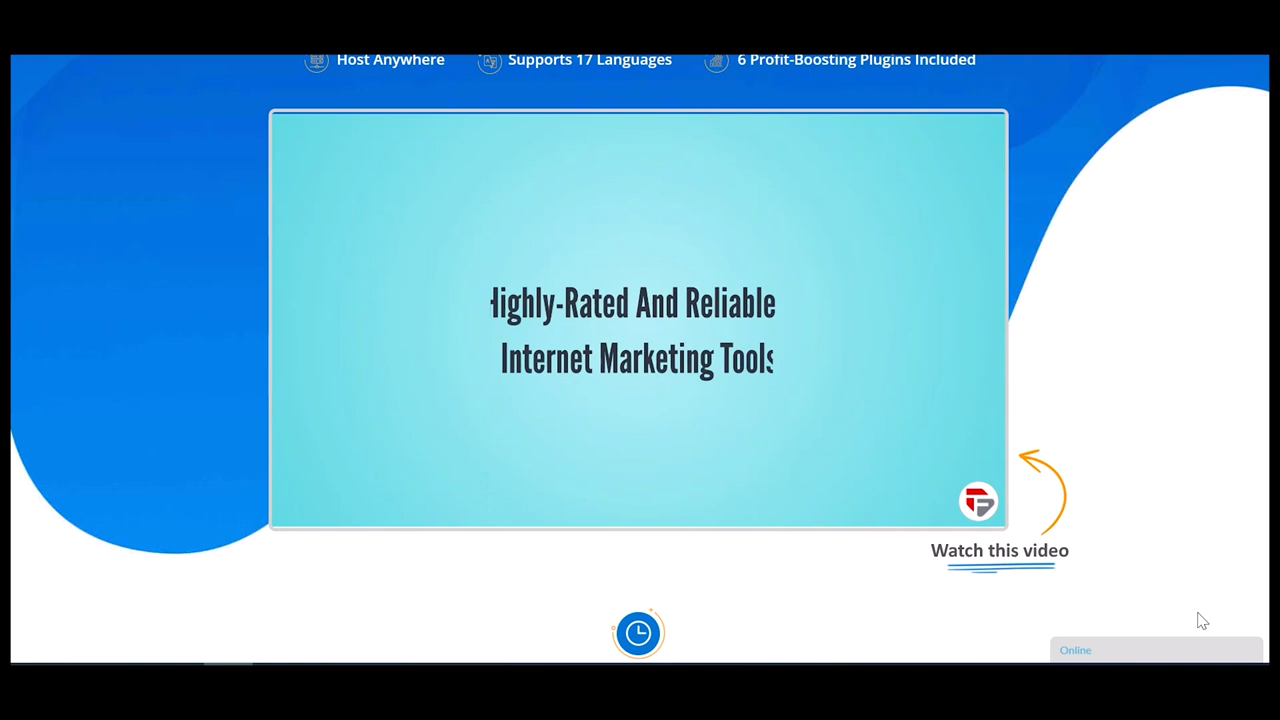 Host Anywhere Supports 17 Languages 6 Profit-Boosting Plugins Included
Highly-Rated And Reliable
Internet Marketing Tools
Watch this video
Online